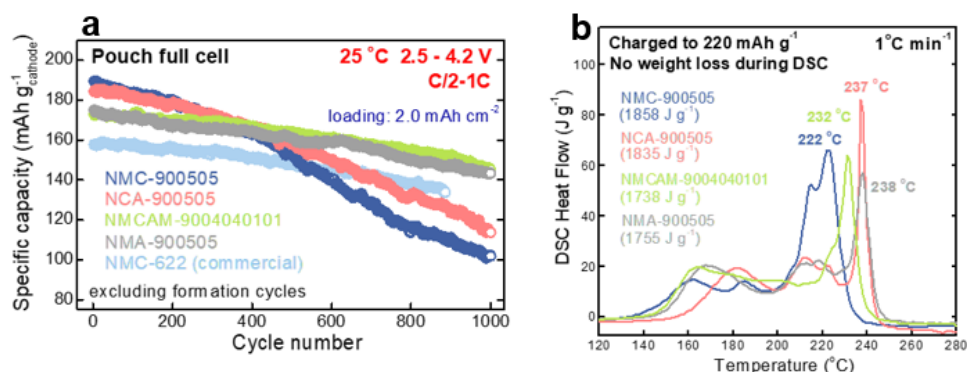 a
Pouch full cell
25 °C 2.5 - 4.2 V
C/2-1C
loading: 2.0 mAh cm⁻²
NMC-900505
NCA-900505
NMCAM-9004040101
NMA-900505
NMC-622 (commercial)
excluding formation cycles
Specific capacity (mAh g⁻¹cathode)
200
180
160
140
120
100
80
0
200
400
600
800
1000
Cycle number
b
Charged to 220 mAh g⁻¹
No weight loss during DSC
1°C min⁻¹
NMC-900505
(1858 J g⁻¹)
NCA-900505
(1835 J g⁻¹)
NMCAM-9004040101
(1738 J g⁻¹)
NMA-900505
(1755 J g⁻¹)
237 °C
232 °C
222 °C
238 °C
DSC Heat Flow (J g⁻¹)
100
80
60
40
20
0
120
140
160
180
200
220
240
260
280
Temperature (°C)